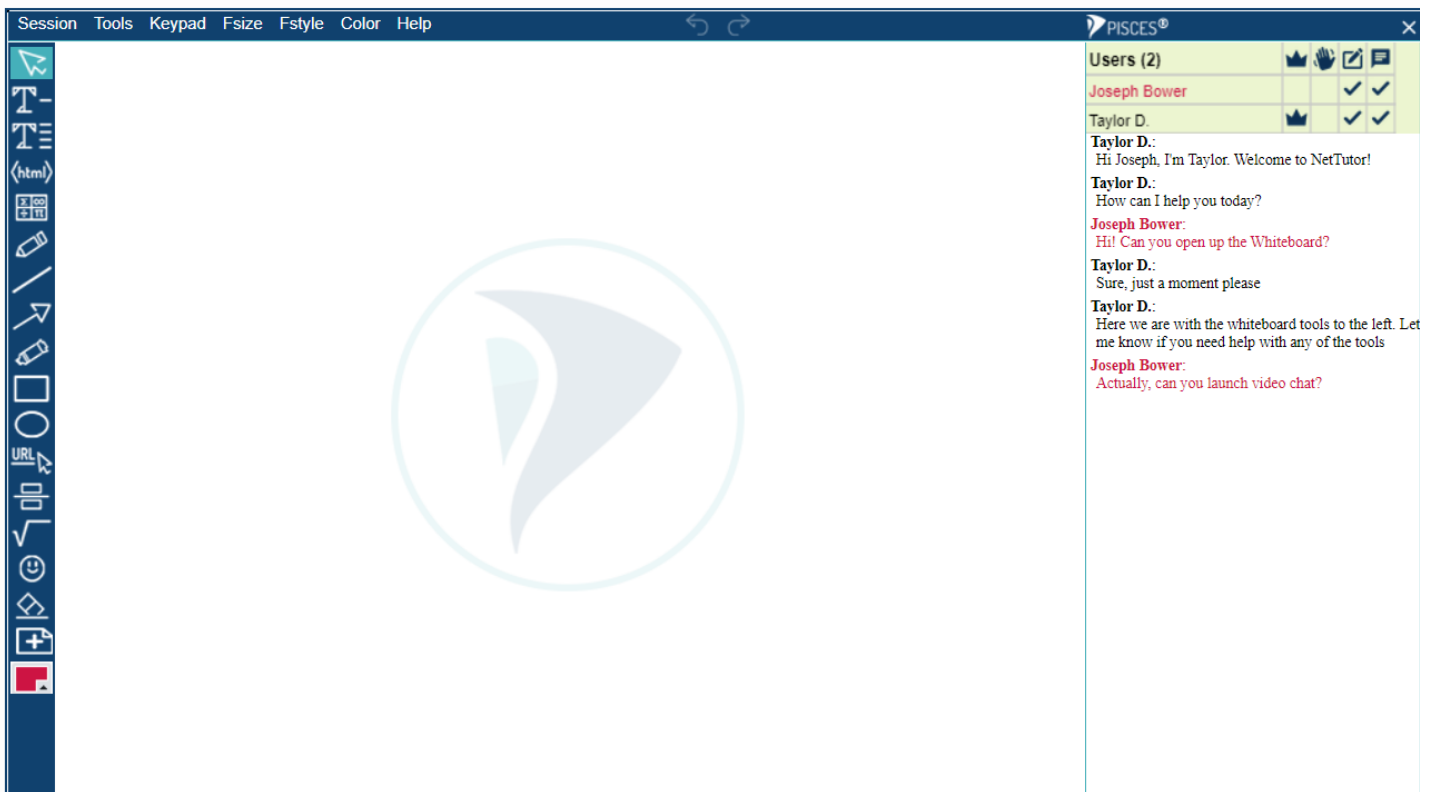 Session Tools Keypad Fsize Fstyle Color Help
PISCES®
Users (2)
Joseph Bower
Taylor D.
Taylor D.:
Hi Joseph, I'm Taylor. Welcome to NetTutor!
Taylor D.:
How can I help you today?
Joseph Bower:
Hi! Can you open up the Whiteboard?
Taylor D.:
Sure, just a moment please
Taylor D.:
Here we are with the whiteboard tools to the left. Let
me know if you need help with any of the tools
Joseph Bower:
Actually, can you launch video chat?
T
T
⟨html⟩
Σ ∞
÷ π
URL